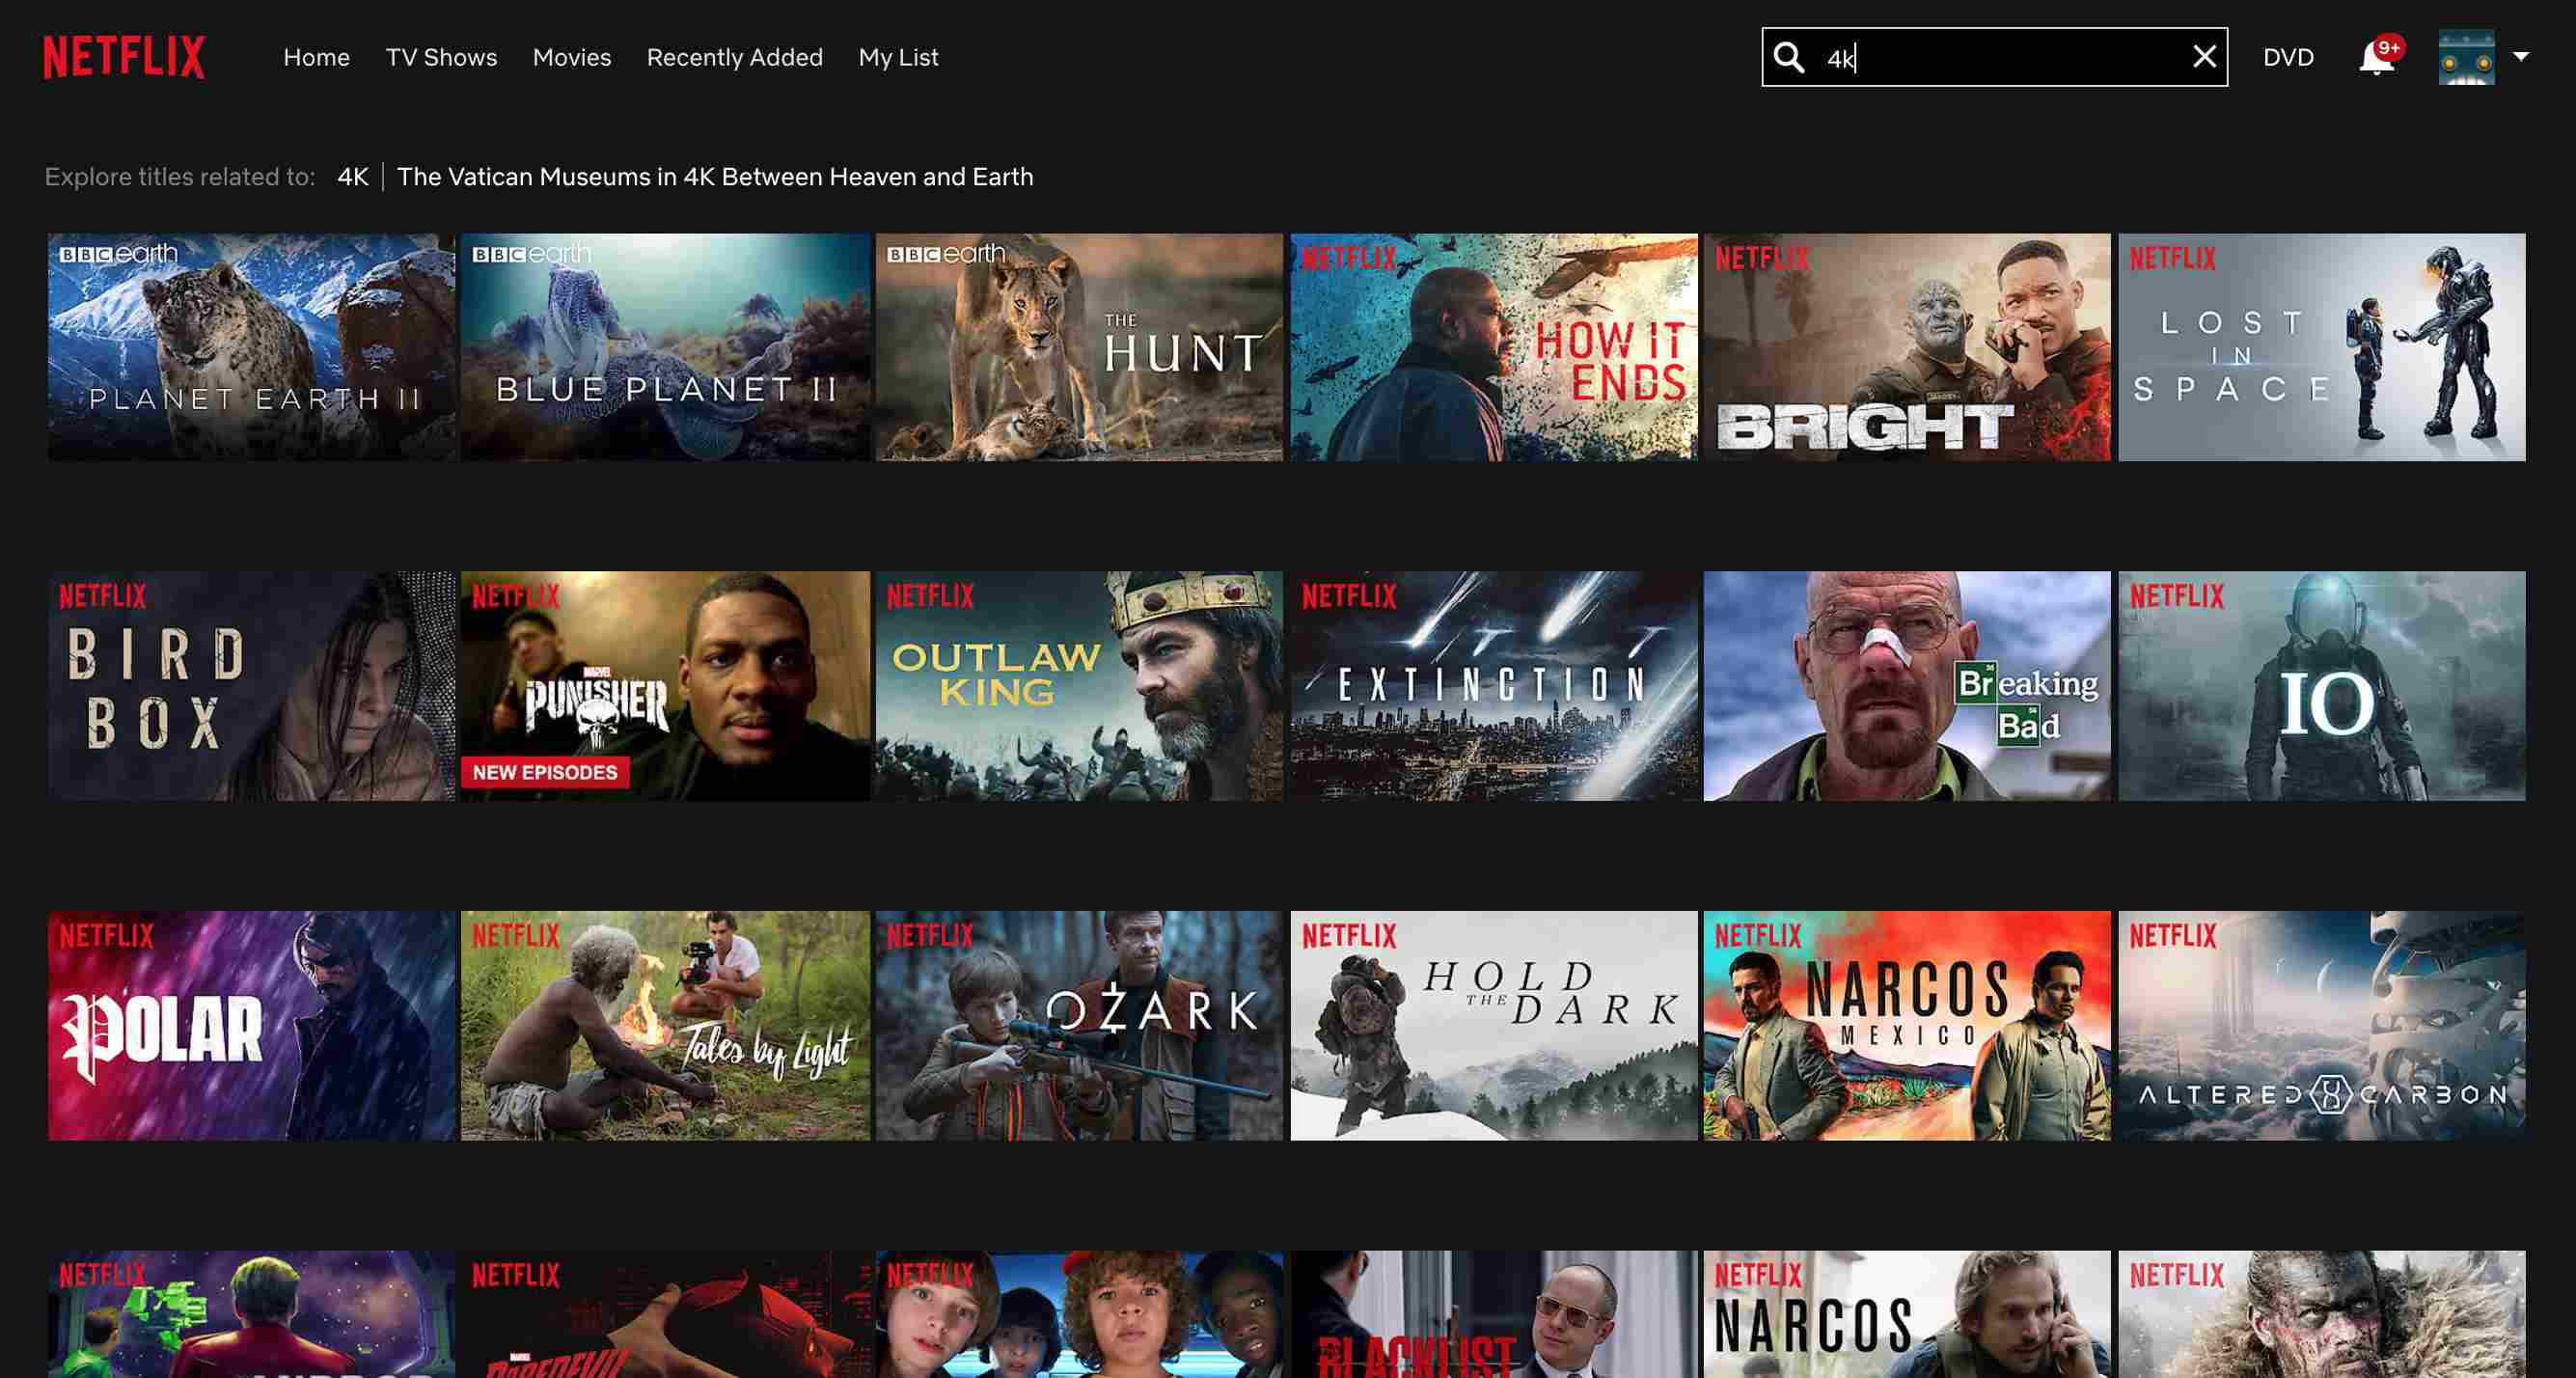 NETFLIX
Home TV Shows Movies Recently Added My List
4k
DVD
9+
Explore titles related to: 4K | The Vatican Museums in 4K Between Heaven and Earth
BBC earth
PLANET EARTH II
BBC earth
BLUE PLANET II
BBC earth
THE
HUNT
NETFLIX
HOW IT
ENDS
NETFLIX
BRIGHT
NETFLIX
LOST
IN
SPACE
NETFLIX
BIRD
BOX
NETFLIX
MARVEL
PUNISHER
NEW EPISODES
NETFLIX
OUTLAW
KING
NETFLIX
EXTINCTION
Breaking
Bad
NETFLIX
IO
NETFLIX
POLAR
NETFLIX
Tales by Light
NETFLIX
OZARK
NETFLIX
HOLD
THE DARK
NETFLIX
NARCOS
MEXICO
NETFLIX
ALTERED CARBON
NETFLIX
MIRROR
NETFLIX
MARVEL
DAREDEVIL
NETFLIX
BLACKLIST
NETFLIX
NARCOS
NETFLIX